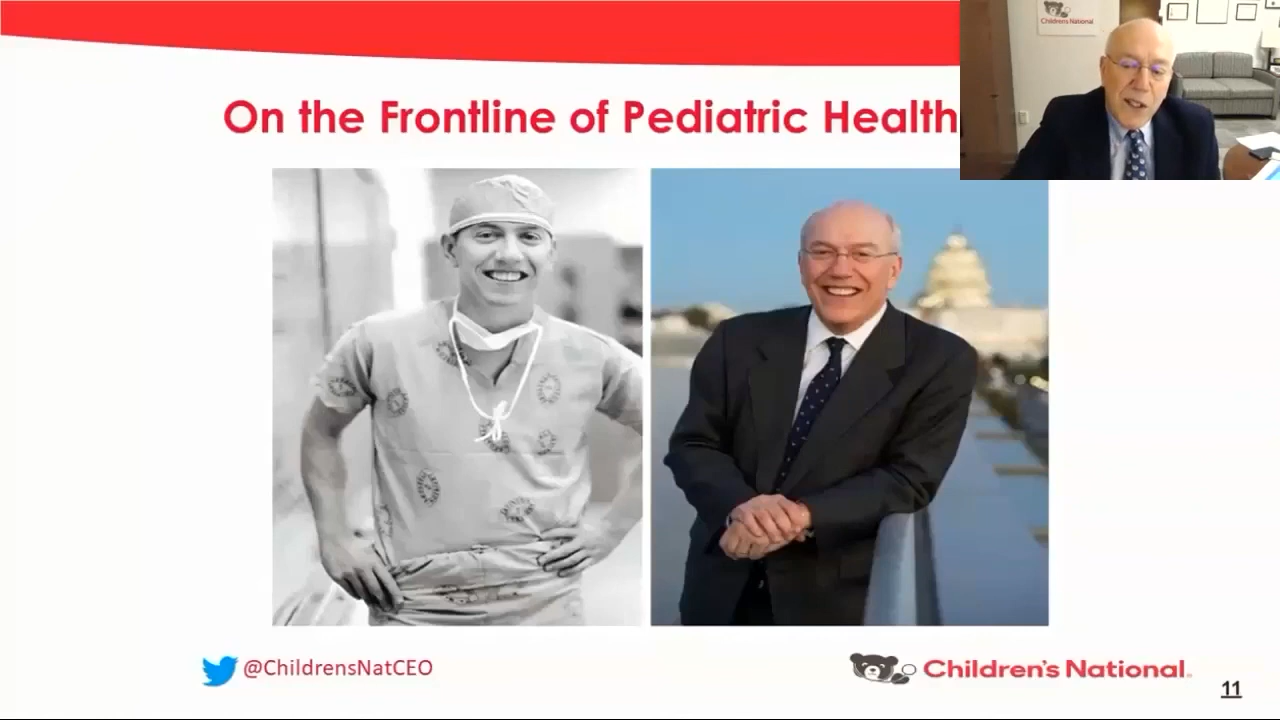 Children's National
On the Frontline of Pediatric Health
@ChildrensNatCEO
Children's National
11